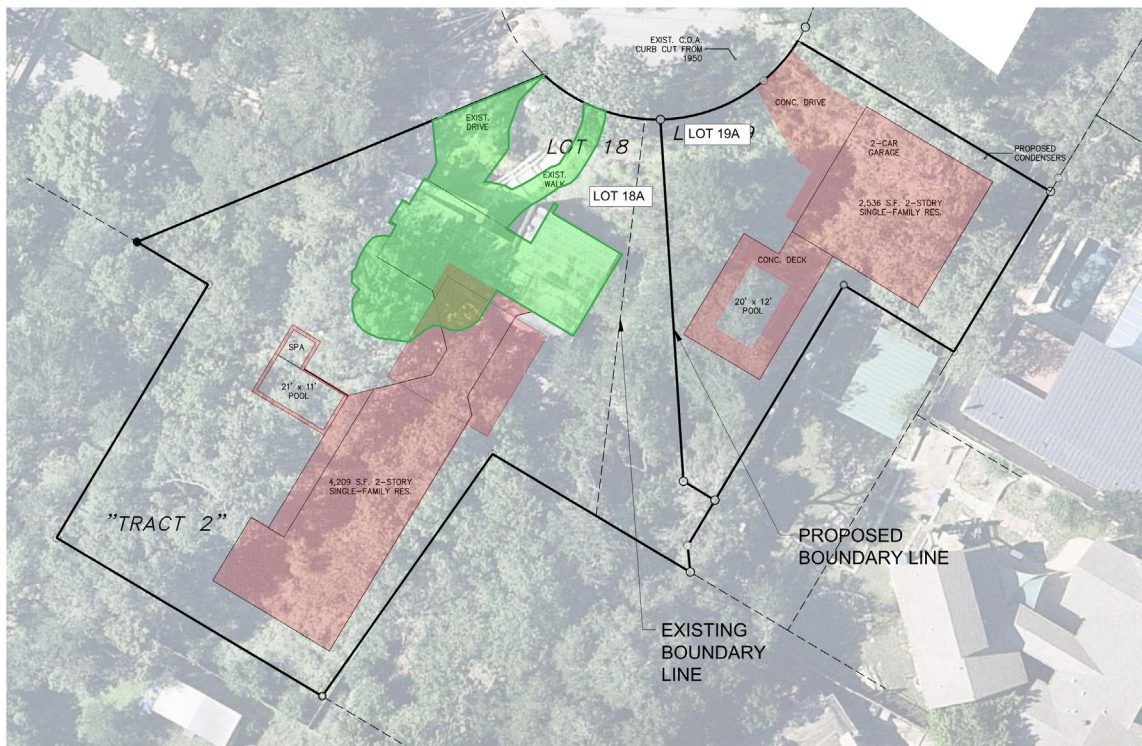 EXIST. C.O.A.
CURB CUT FROM
1950
CONC. DRIVE
EXIST.
DRIVE
LOT 18
L
LOT 19A
9
2-CAR
GARAGE
PROPOSED
CONDENSERS
EXIST.
WALK
LOT 18A
2,536 S.F. 2-STORY
SINGLE-FAMILY RES.
CONC. DECK
20' x 12'
POOL
SPA
21' x 11'
POOL
4,209 S.F. 2-STORY
SINGLE-FAMILY RES.
"TRACT 2"
PROPOSED
BOUNDARY LINE
EXISTING
BOUNDARY
LINE